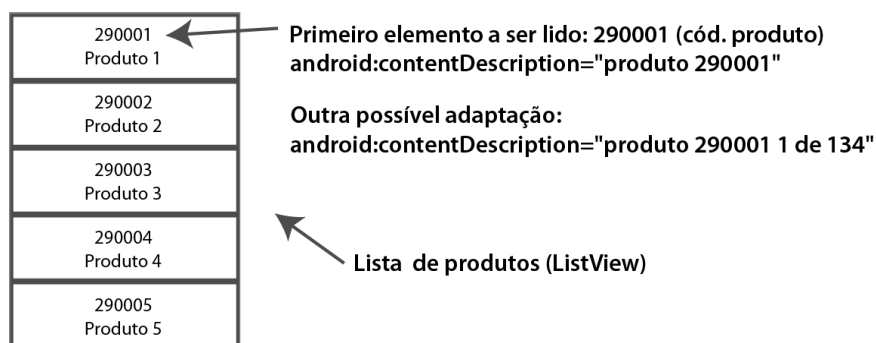 290001
Produto 1
290002
Produto 2
290003
Produto 3
290004
Produto 4
290005
Produto 5
Primeiro elemento a ser lido: 290001 (cód. produto)
android:contentDescription="produto 290001"
Outra possível adaptação:
android:contentDescription="produto 290001 1 de 134"
Lista de produtos (ListView)